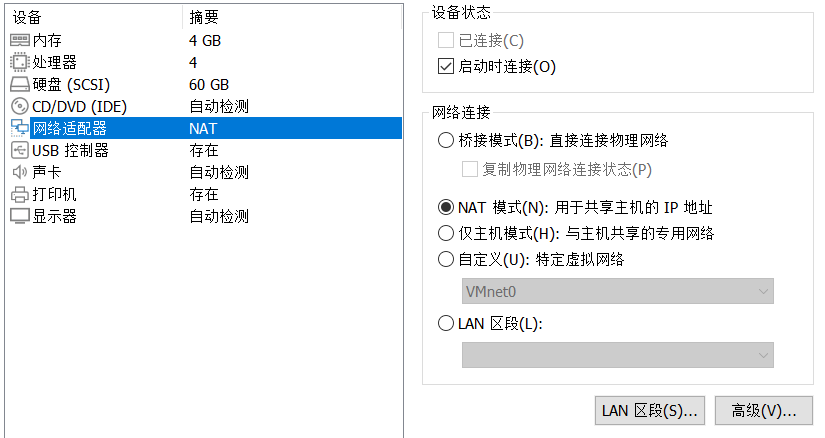 设备 摘要
内存 4 GB
处理器 4
硬盘 (SCSI) 60 GB
CD/DVD (IDE) 自动检测
网络适配器 NAT
USB 控制器 存在
声卡 自动检测
打印机 存在
显示器 自动检测
设备状态
已连接(C)
启动时连接(O)
网络连接
桥接模式(B): 直接连接物理网络
复制物理网络连接状态(P)
NAT 模式(N): 用于共享主机的 IP 地址
仅主机模式(H): 与主机共享的专用网络
自定义(U): 特定虚拟网络
VMnet0
LAN 区段(L):
LAN 区段(S)... 高级(V)...